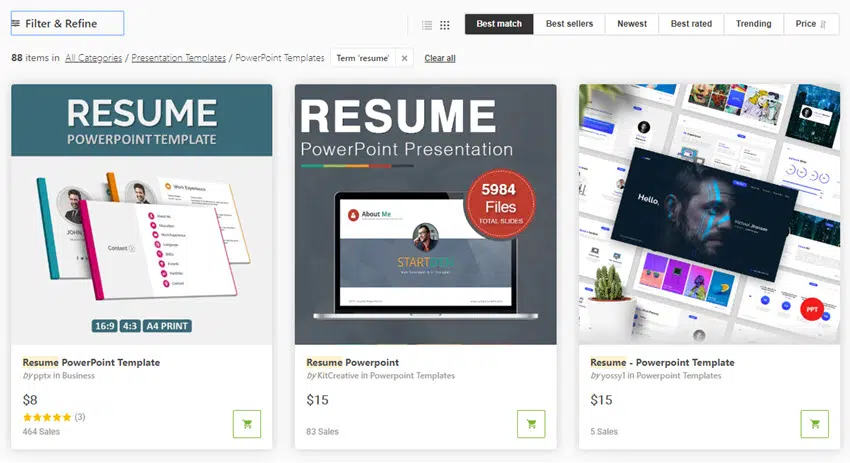 Filter & Refine
Best match
Best sellers
Newest
Best rated
Trending
Price
88 items in All Categories / Presentation Templates / PowerPoint Templates Term 'resume' × Clear all
RESUME
POWERPOINT TEMPLATE
Work Experience
Content
16:9 4:3 A4 PRINT
RESUME
PowerPoint Presentation
5984
Files
TOTAL SLIDES
About Me
START
Hello.
PPT
Resume PowerPoint Template
by pptx in Business
$8
(3)
464 Sales
Resume Powerpoint
by KitCreative in Powerpoint Templates
$15
83 Sales
Resume - Powerpoint Template
by yossy1 in Powerpoint Templates
$15
5 Sales